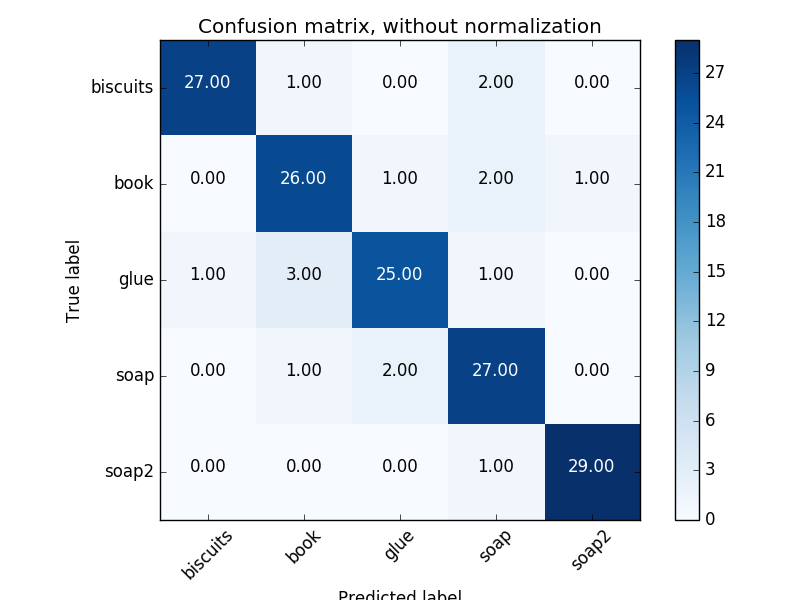 Confusion matrix, without normalization
biscuits 27.00 1.00 0.00 2.00 0.00
book 0.00 26.00 1.00 2.00 1.00
glue 1.00 3.00 25.00 1.00 0.00
soap 0.00 1.00 2.00 27.00 0.00
soap2 0.00 0.00 0.00 1.00 29.00
biscuits book glue soap soap2
True label
Predicted label
27
24
21
18
15
12
9
6
3
0